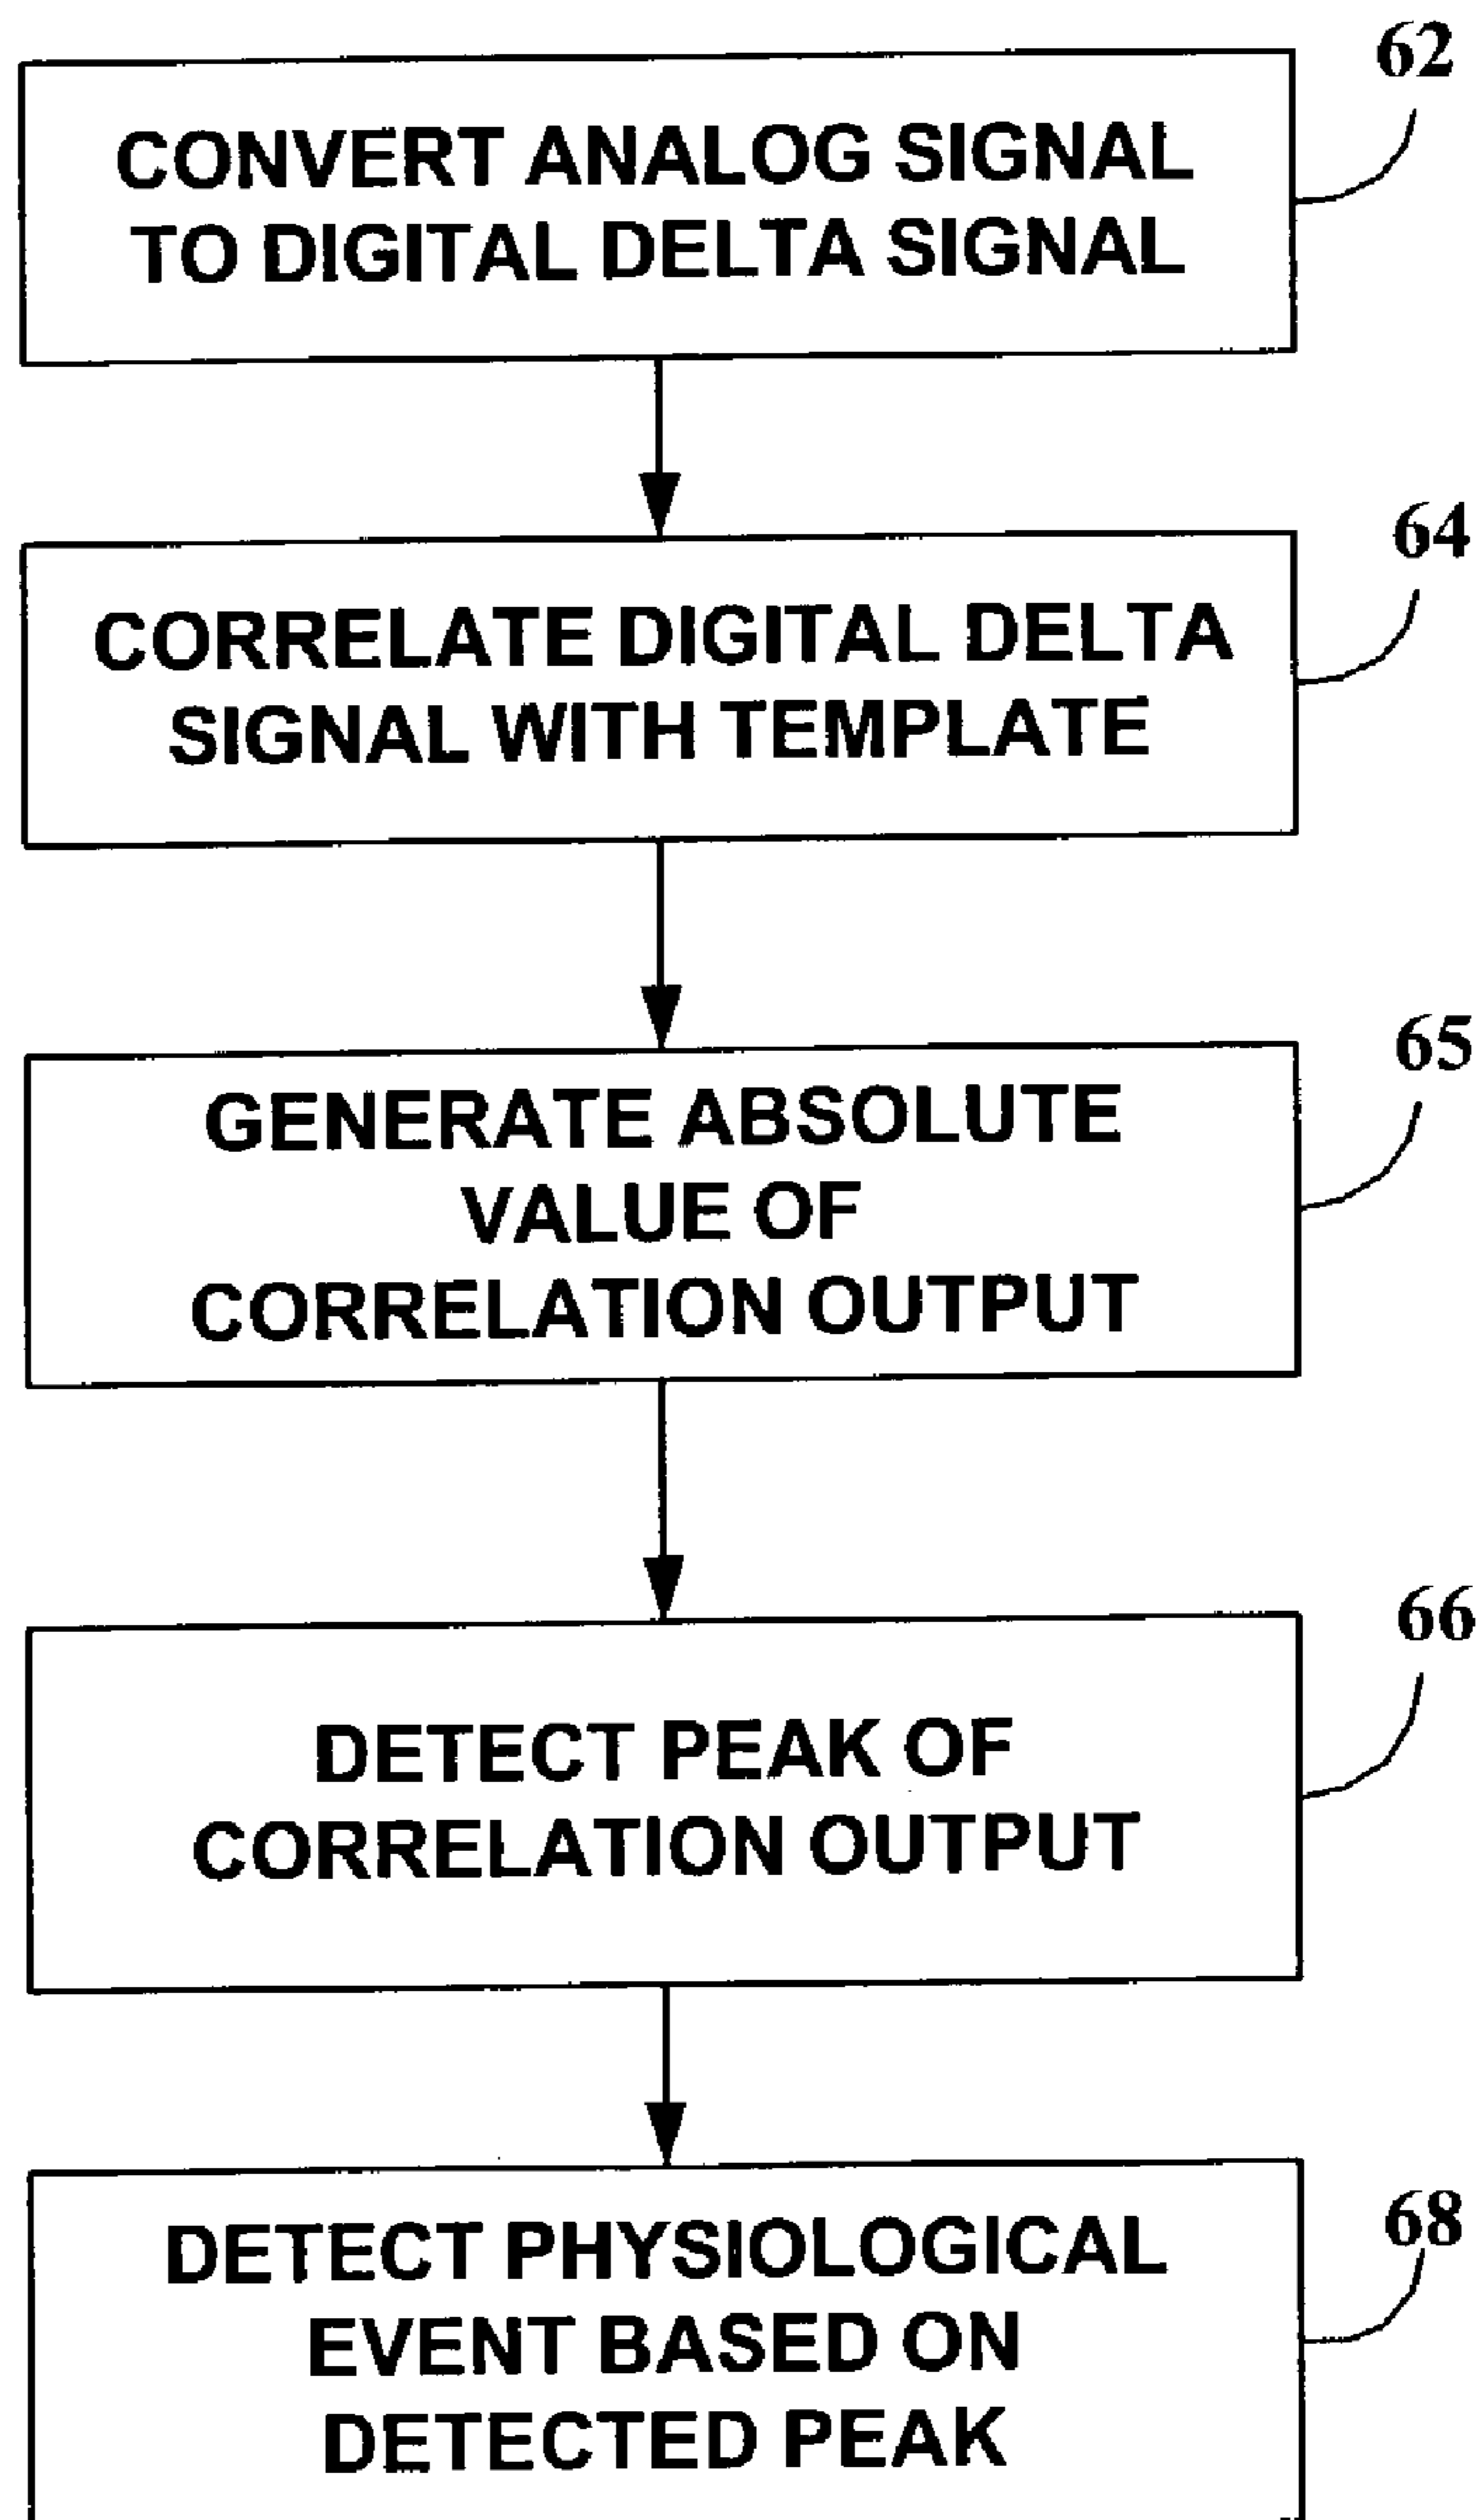 62
CONVERT ANALOG SIGNAL
TO DIGITAL DELTA SIGNAL
64
CORRELATE DIGITAL DELTA
SIGNAL WITH TEMPLATE
65
GENERATE ABSOLUTE
VALUE OF
CORRELATION OUTPUT
66
DETECT PEAK OF
CORRELATION OUTPUT
68
DETECT PHYSIOLOGICAL
EVENT BASED ON
DETECTED PEAK